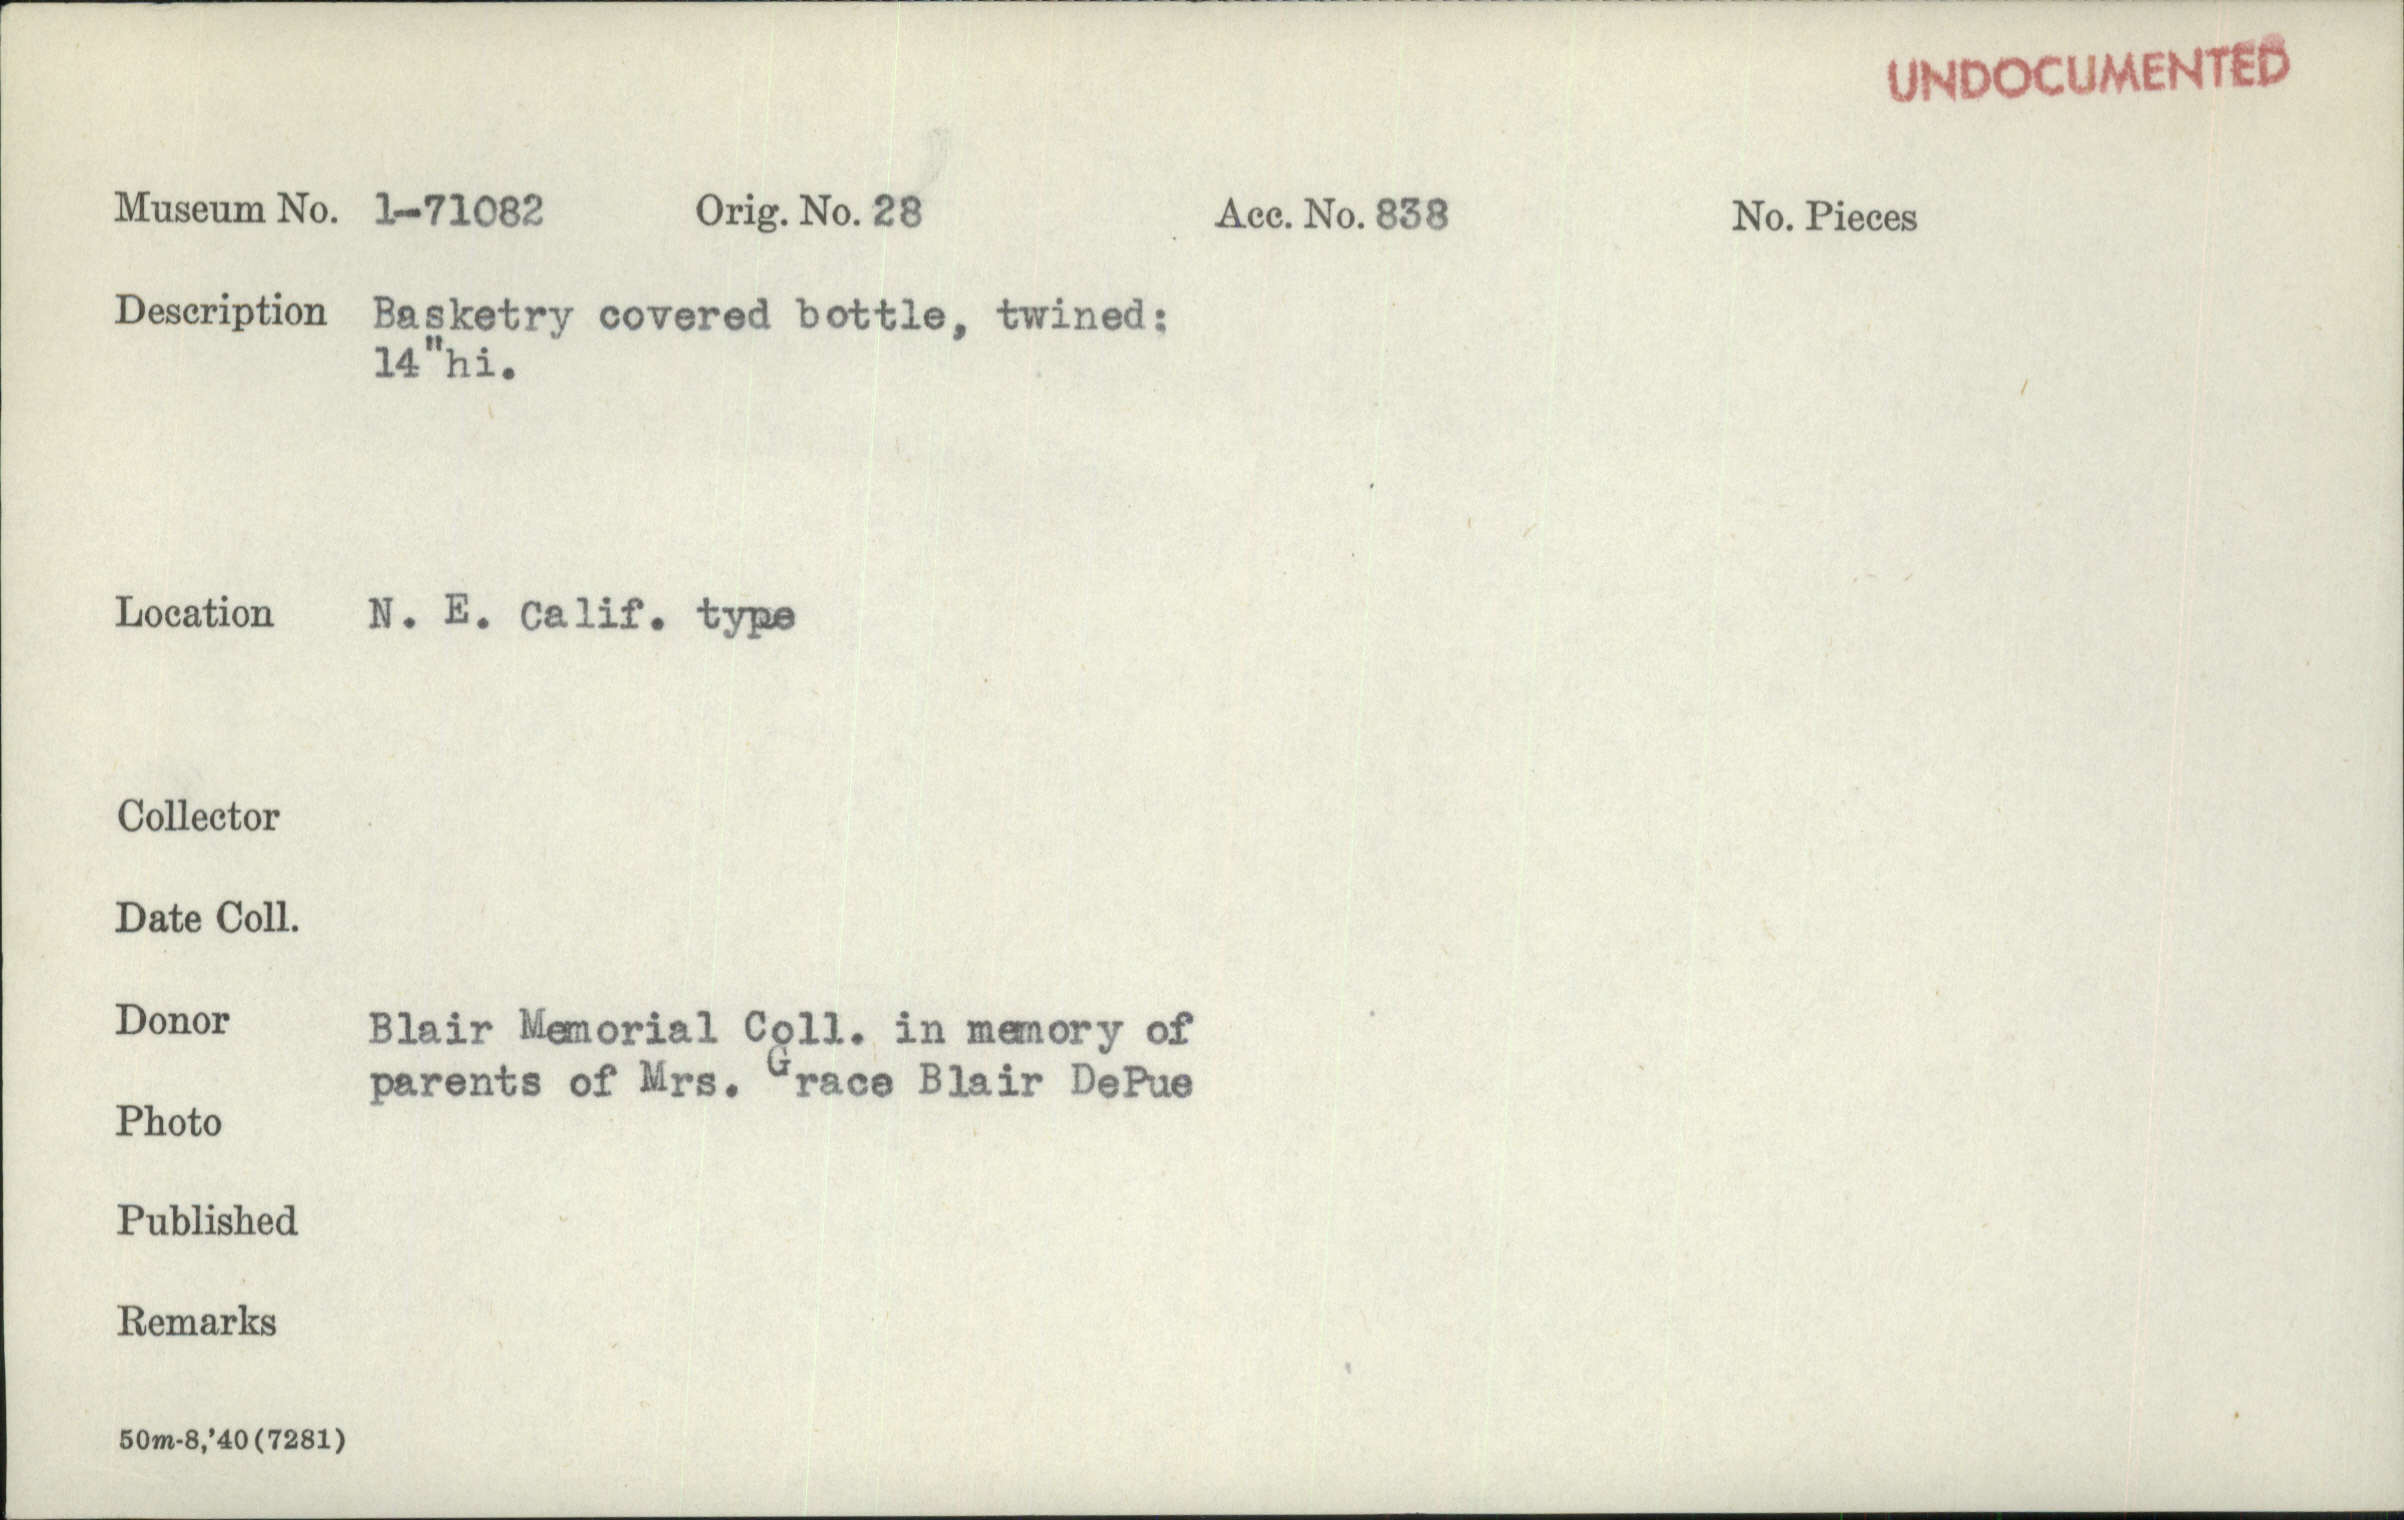 UNDOCUMENTED
Museum No. 1-71082 Orig. No. 28 Acc. No. 838 No. Pieces
Description Basketry covered bottle, twined:
14"hi.
Location N. E. Calif. type
Collector
Date Coll.
Donor Blair Memorial Coll. in memory of
parents of Mrs. Grace Blair DePue
Photo
Published
Remarks
50m-8,'40(7281)